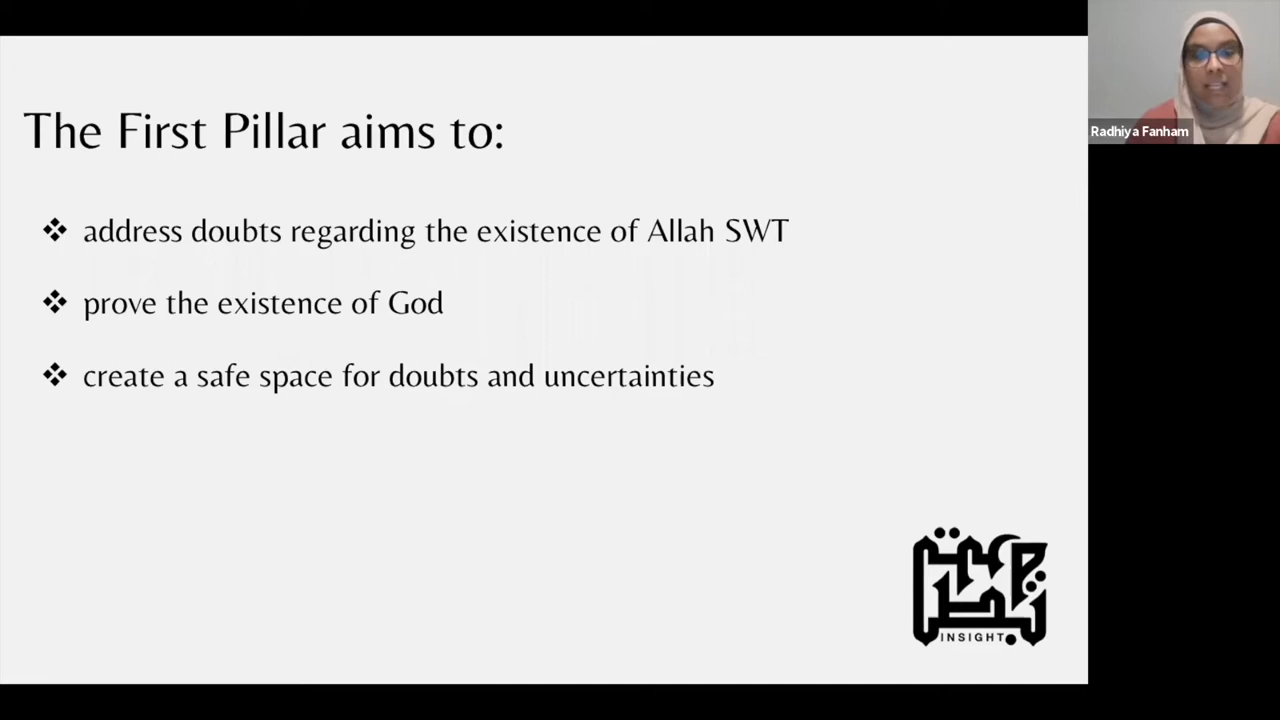 The First Pillar aims to:
❖ address doubts regarding the existence of Allah SWT
❖ prove the existence of God
❖ create a safe space for doubts and uncertainties
INSIGHT
Radhiya Fanham